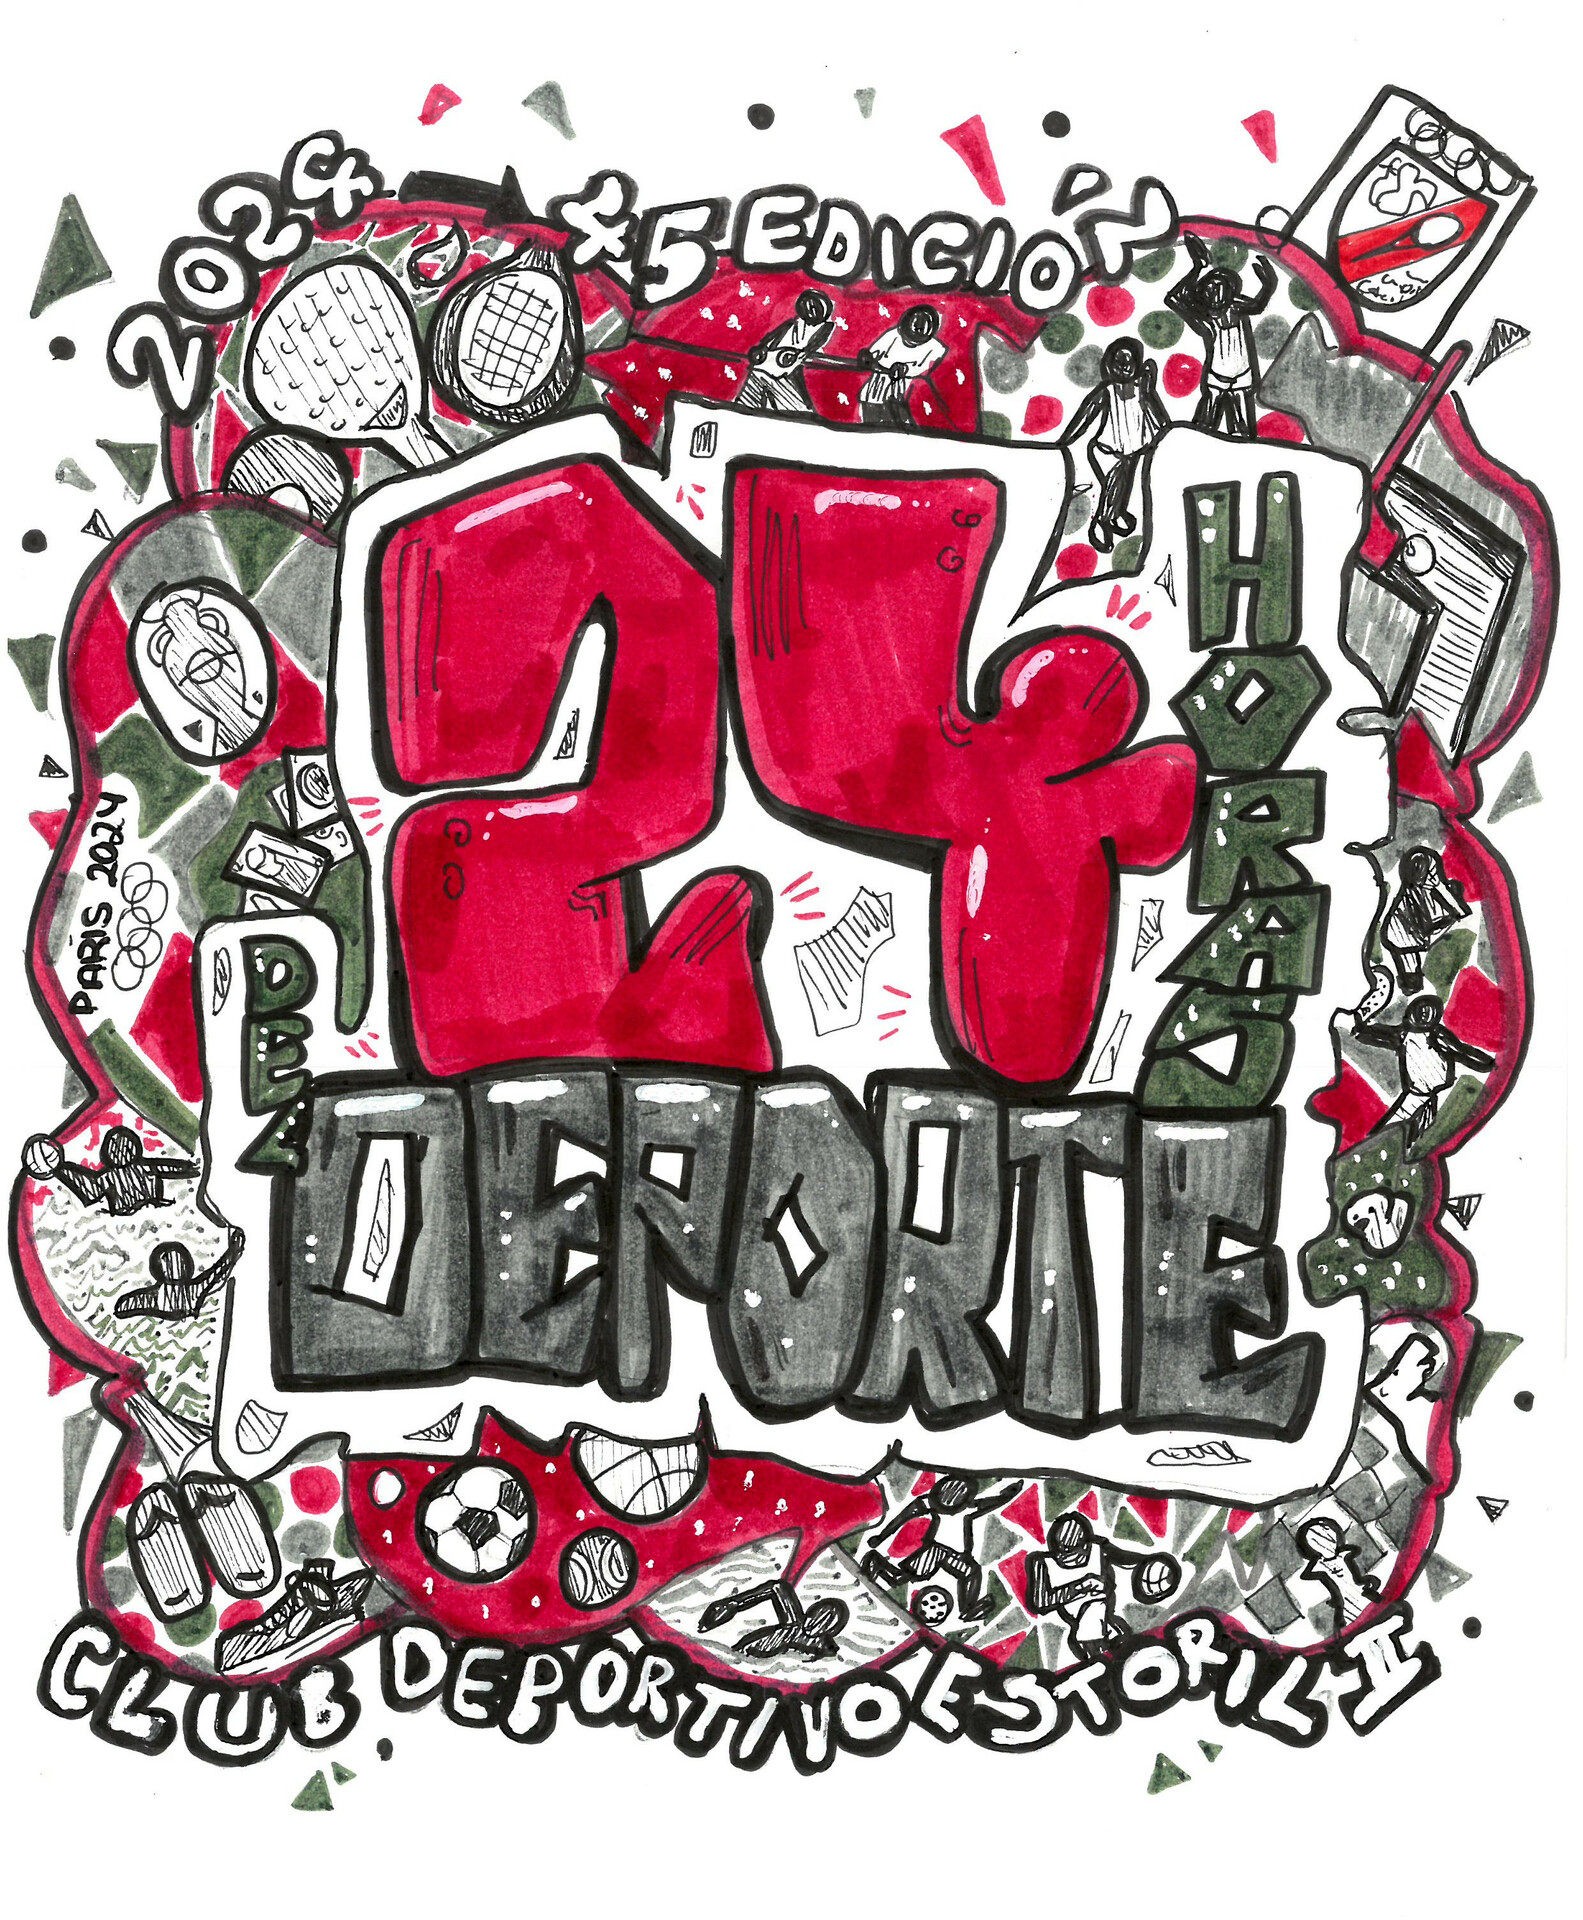 2024 → 45 EDICIÓN
24
HORAS
DE
DEPORTE
PARIS 2024
CLUB DEPORTIVO ESTORIL II